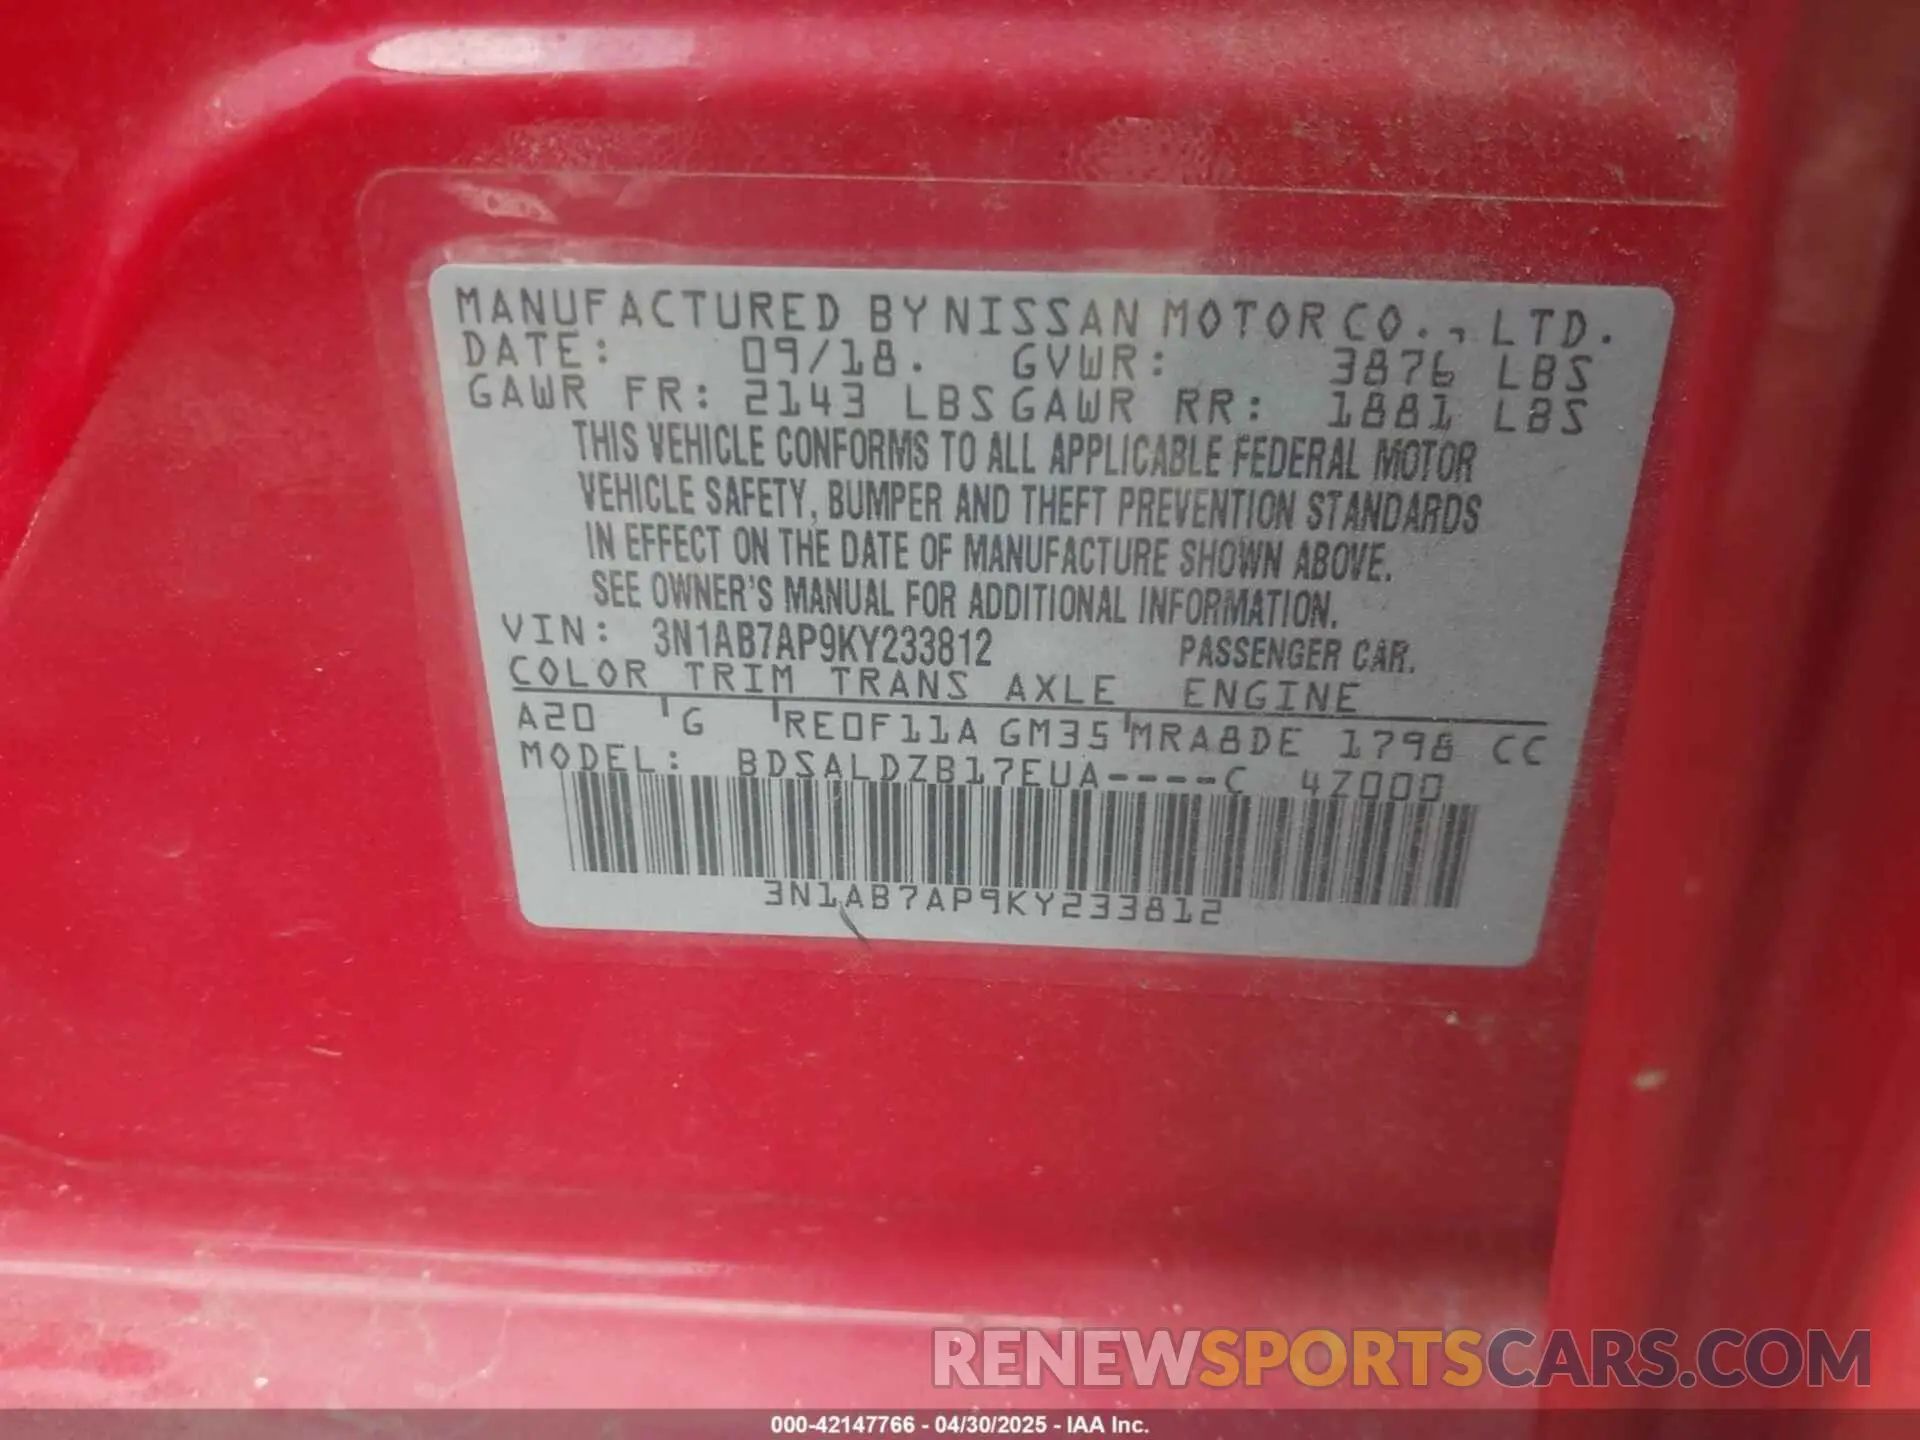 MANUFACTURED BY NISSAN MOTOR CO., LTD.
DATE: 09/18. GVWR: 3876 LBS
GAWR FR: 2143 LBS GAWR RR: 1881 LBS
THIS VEHICLE CONFORMS TO ALL APPLICABLE FEDERAL MOTOR
VEHICLE SAFETY, BUMPER AND THEFT PREVENTION STANDARDS
IN EFFECT ON THE DATE OF MANUFACTURE SHOWN ABOVE.
SEE OWNER'S MANUAL FOR ADDITIONAL INFORMATION.
VIN: 3N1AB7AP9KY233812 PASSENGER CAR.
COLOR TRIM TRANS AXLE ENGINE
A20 G RE0F11A GM35 MRA8DE 1798 CC
MODEL: BDSALDZB17EUA----C 4Z000
3N1AB7AP9KY233812
RENEWSPORTSCARS.COM
000-42147766 - 04/30/2025 - IAA Inc.